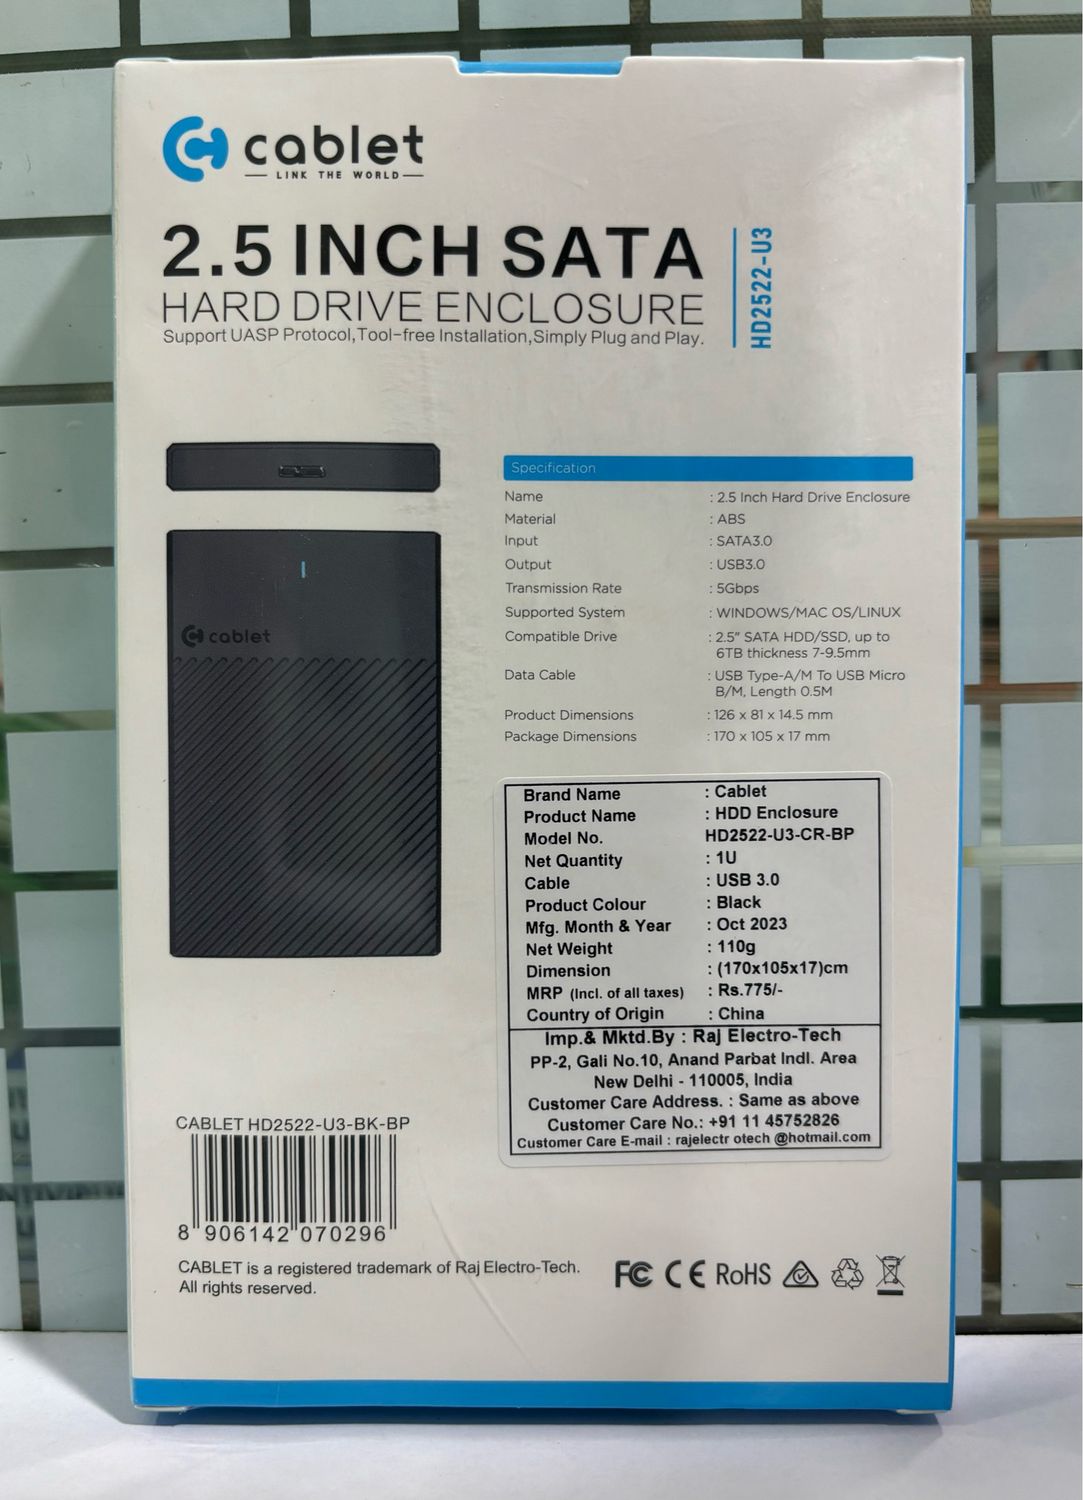 cablet
LINK THE WORLD
2.5 INCH SATA
HARD DRIVE ENCLOSURE
Support UASP Protocol,Tool-free Installation,Simply Plug and Play.
HD2522-U3
cablet
Specification
Name : 2.5 Inch Hard Drive Enclosure
Material : ABS
Input : SATA3.0
Output : USB3.0
Transmission Rate : 5Gbps
Supported System : WINDOWS/MAC OS/LINUX
Compatible Drive : 2.5" SATA HDD/SSD, up to
6TB thickness 7-9.5mm
Data Cable : USB Type-A/M To USB Micro
B/M, Length 0.5M
Product Dimensions : 126 x 81 x 14.5 mm
Package Dimensions : 170 x 105 x 17 mm
Brand Name : Cablet
Product Name : HDD Enclosure
Model No. HD2522-U3-CR-BP
Net Quantity : 1U
Cable : USB 3.0
Product Colour : Black
Mfg. Month & Year : Oct 2023
Net Weight : 110g
Dimension : (170x105x17)cm
MRP (Incl. of all taxes) : Rs.775/-
Country of Origin : China
Imp.& Mktd.By : Raj Electro-Tech
PP-2, Gali No.10, Anand Parbat Indl. Area
New Delhi - 110005, India
Customer Care Address. : Same as above
Customer Care No.: +91 11 45752826
Customer Care E-mail : rajelectr otech @hotmail.com
CABLET HD2522-U3-BK-BP
8 906142 070296
CABLET is a registered trademark of Raj Electro-Tech.
All rights reserved.
FC CE RoHS